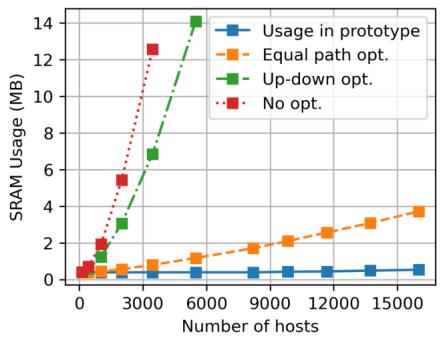 14
12
10
8
6
4
2
0
SRAM Usage (MB)
Usage in prototype
Equal path opt.
Up-down opt.
No opt.
0 3000 6000 9000 12000 15000
Number of hosts